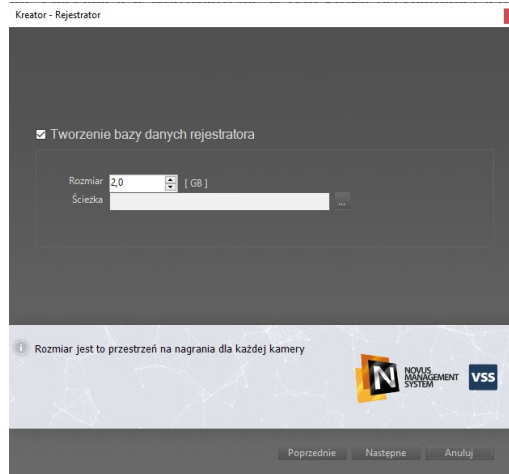 Kreator - Rejestrator
Tworzenie bazy danych rejestratora
Rozmiar 2,0 [ GB ]
Ścieżka ...
Rozmiar jest to przestrzeń na nagrania dla każdej kamery
N NOVUS MANAGEMENT SYSTEM VSS
Poprzednie Następne Anuluj